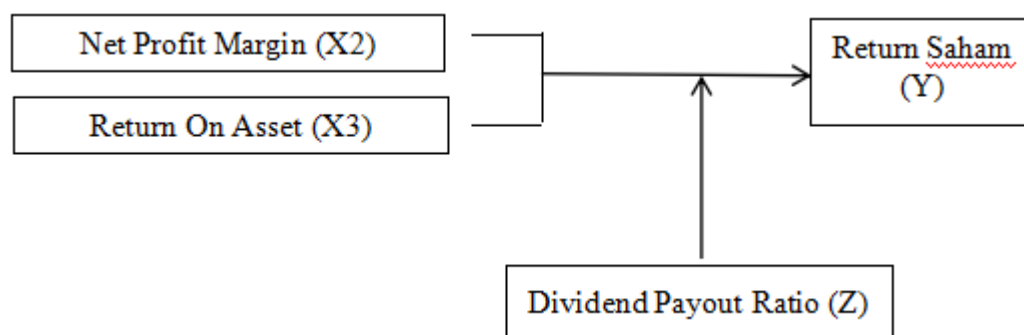 Net Profit Margin (X2)
Return On Asset (X3)
Return Saham
(Y)
Dividend Payout Ratio (Z)